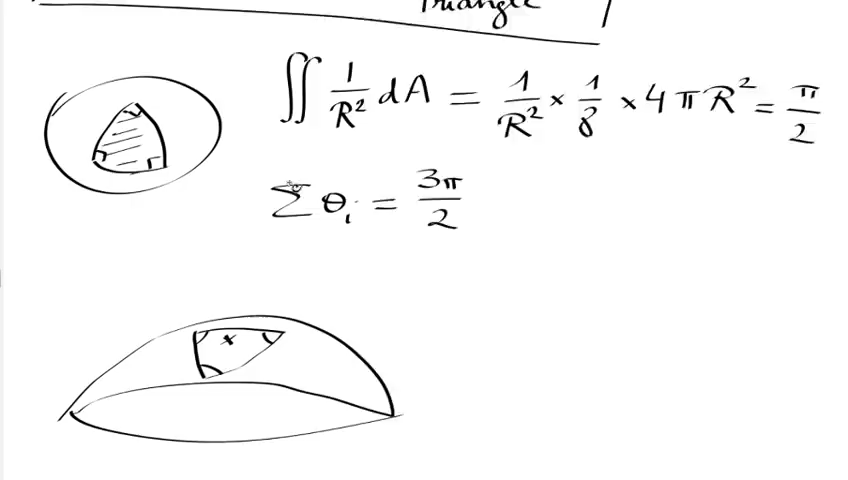 Triangle
∬ 1/R² dA = 1/R² × 1/8 × 4πR² = π/2
∑ θᵢ = 3π/2
x